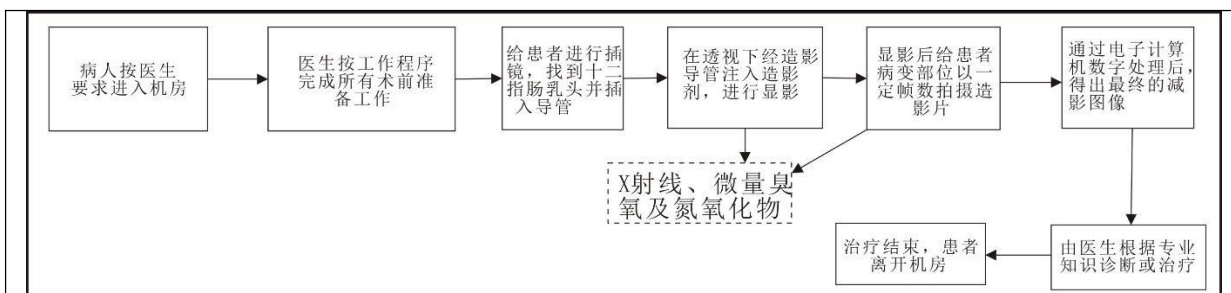 病人按医生
要求进入机房
医生按工作程序
完成所有术前准
备工作
给患者进行插
镜，找到十二
指肠乳头并插
入导管
在透视下经造影
导管注入造影
剂，进行显影
显影后给患者
病变部位以一
定帧数拍摄造
影片
通过电子计算
机数字处理后，
得出最终的减
影图像
X射线、微量臭
氧及氮氧化物
治疗结束，患者
离开机房
由医生根据专业
知识诊断或治疗